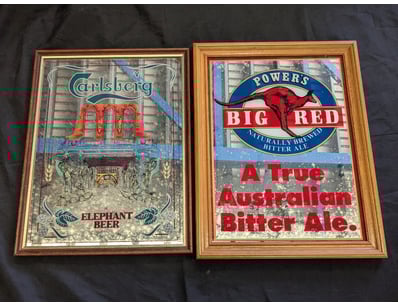 Carlsberg
ELEPHANT
BEER
POWER'S
BIG RED
NATURALLY BREWED
BITTER ALE
A True
Australian
Bitter Ale.